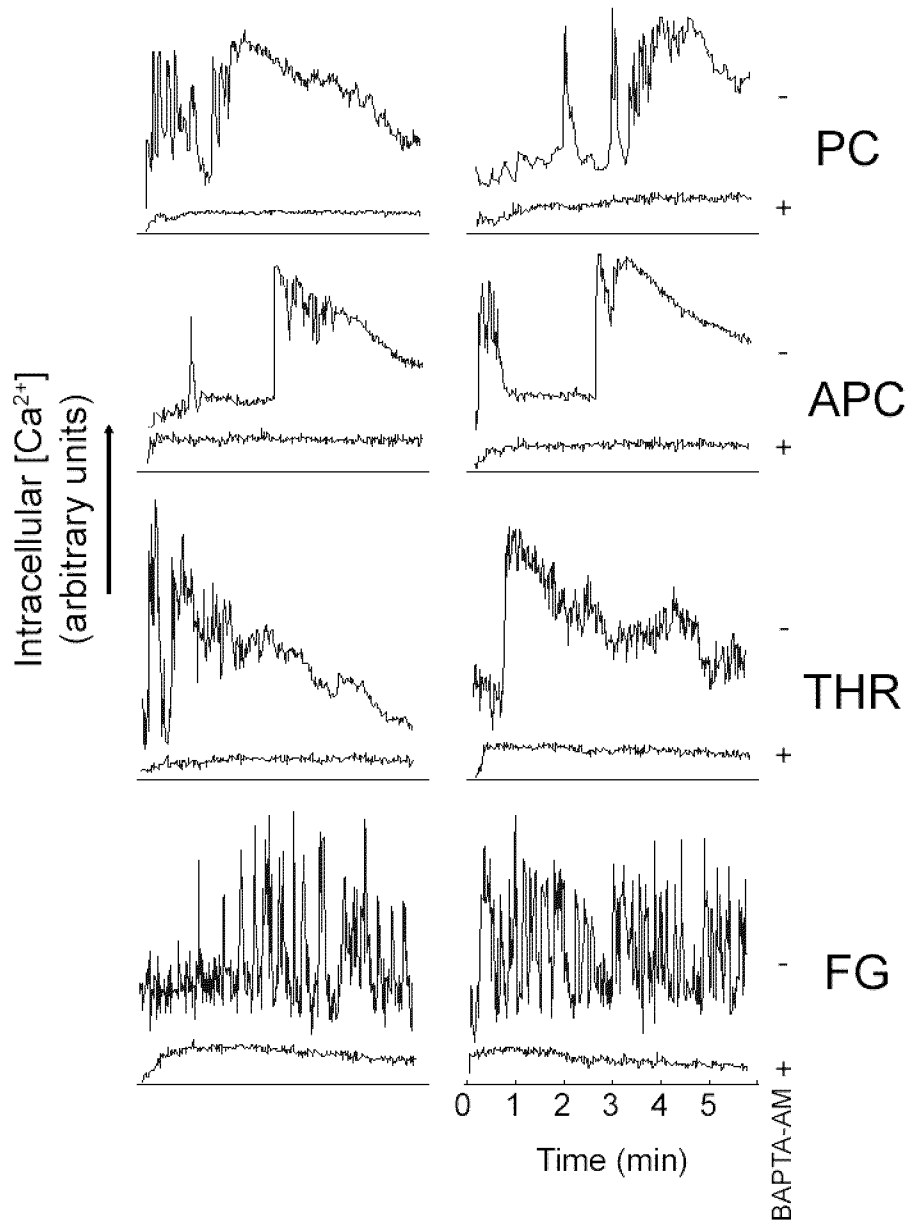 -
PC
+
-
APC
+
Intracellular [Ca²⁺]
(arbitrary units)
-
THR
+
-
FG
+
BAPTA-AM
0 1 2 3 4 5
Time (min)